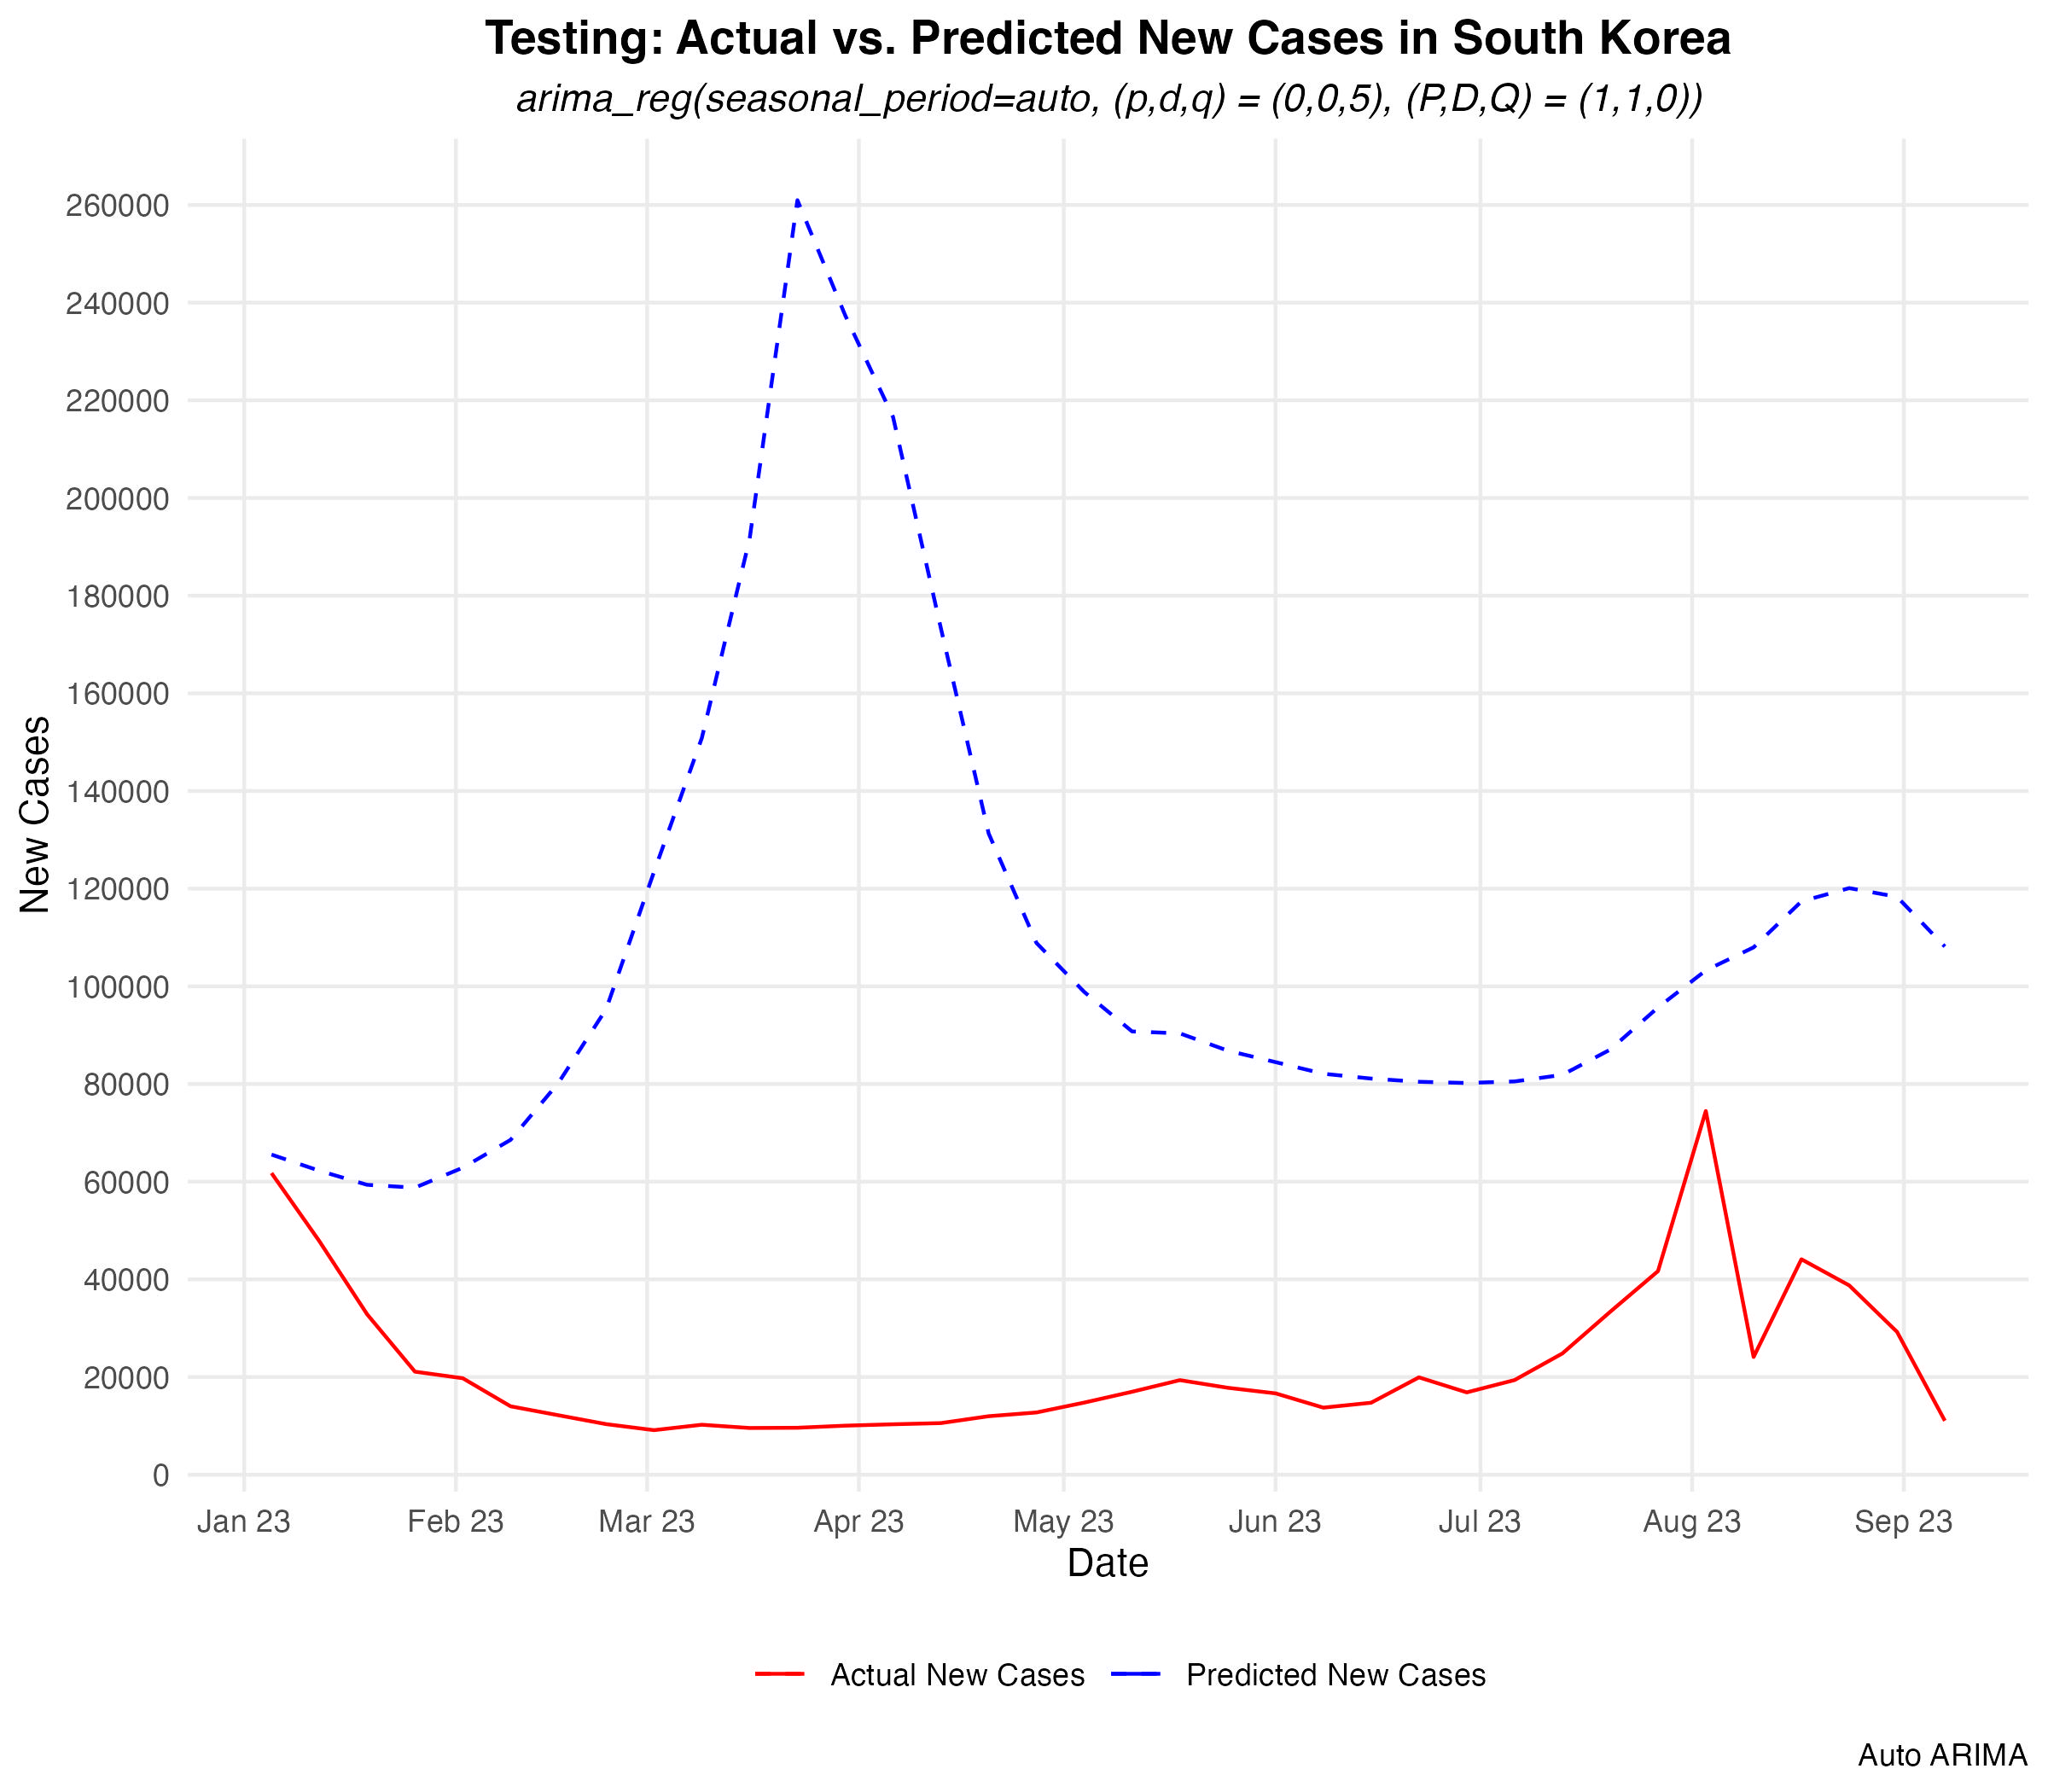 Testing: Actual vs. Predicted New Cases in South Korea
arima_reg(seasonal_period=auto, (p,d,q) = (0,0,5), (P,D,Q) = (1,1,0))
New Cases
260000
240000
220000
200000
180000
160000
140000
120000
100000
80000
60000
40000
20000
0
Jan 23 Feb 23 Mar 23 Apr 23 May 23 Jun 23 Jul 23 Aug 23 Sep 23
Date
Actual New Cases Predicted New Cases
Auto ARIMA